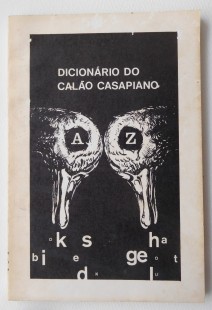 DICIONÁRIO DO
CALÃO CASAPIANO
A Z
o k s h a
b i e g e o t
d u l u